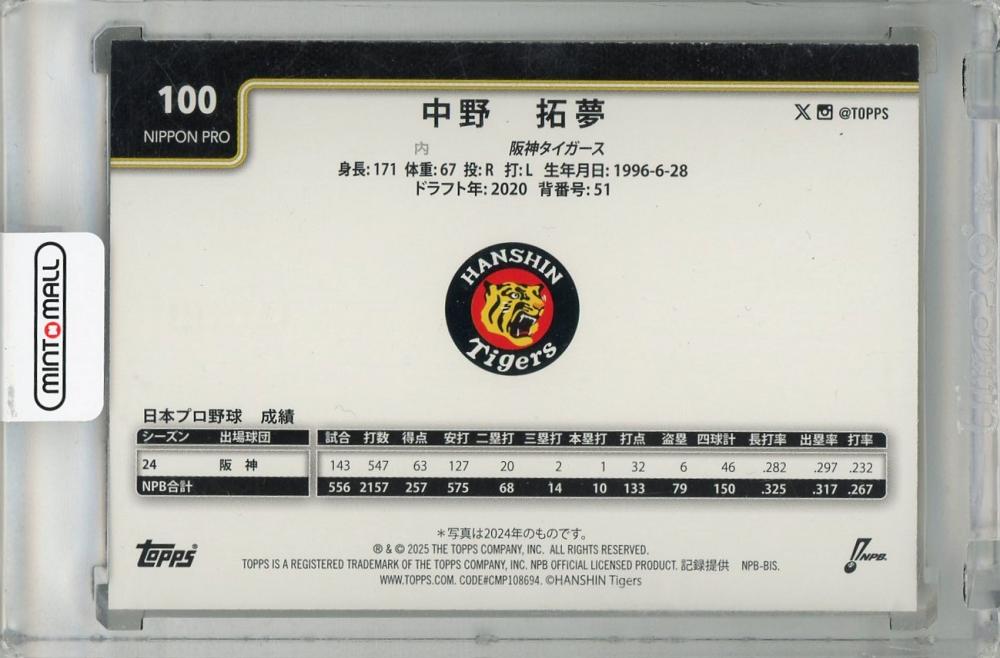 100
NIPPON PRO
中野 拓夢
@TOPPS
内 阪神タイガース
身長: 171 体重: 67 投: R 打: L 生年月日: 1996-6-28
ドラフト年: 2020 背番号: 51
HANSHIN
Tigers
MINT MALL
日本プロ野球 成績
シーズン 出場球団 試合 打数 得点 安打 二塁打 三塁打 本塁打 打点 盗塁 四球計 長打率 出塁率 打率
24 阪 神 143 547 63 127 20 2 1 32 6 46 .282 .297 .232
NPB合計 556 2157 257 575 68 14 10 133 79 150 .325 .317 .267
＊写真は2024年のものです。
® & © 2025 THE TOPPS COMPANY, INC. ALL RIGHTS RESERVED.
TOPPS IS A REGISTERED TRADEMARK OF THE TOPPS COMPANY, INC. NPB OFFICIAL LICENSED PRODUCT. 記録提供 NPB-BIS.
WWW.TOPPS.COM. CODE#CMP108694. ©HANSHIN Tigers
topps
NPB